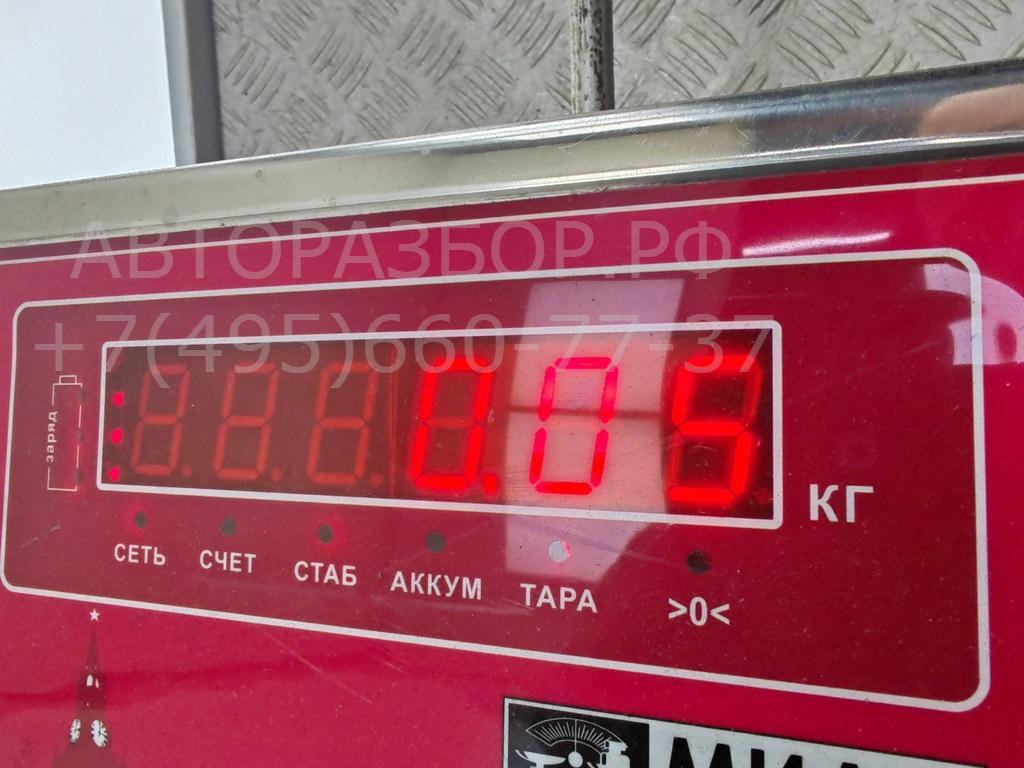 АВТОРАЗБОР.РФ
+7(495)660-77-37
0.05
КГ
заряд
СЕТЬ СЧЕТ СТАБ АККУМ ТАРА >0<